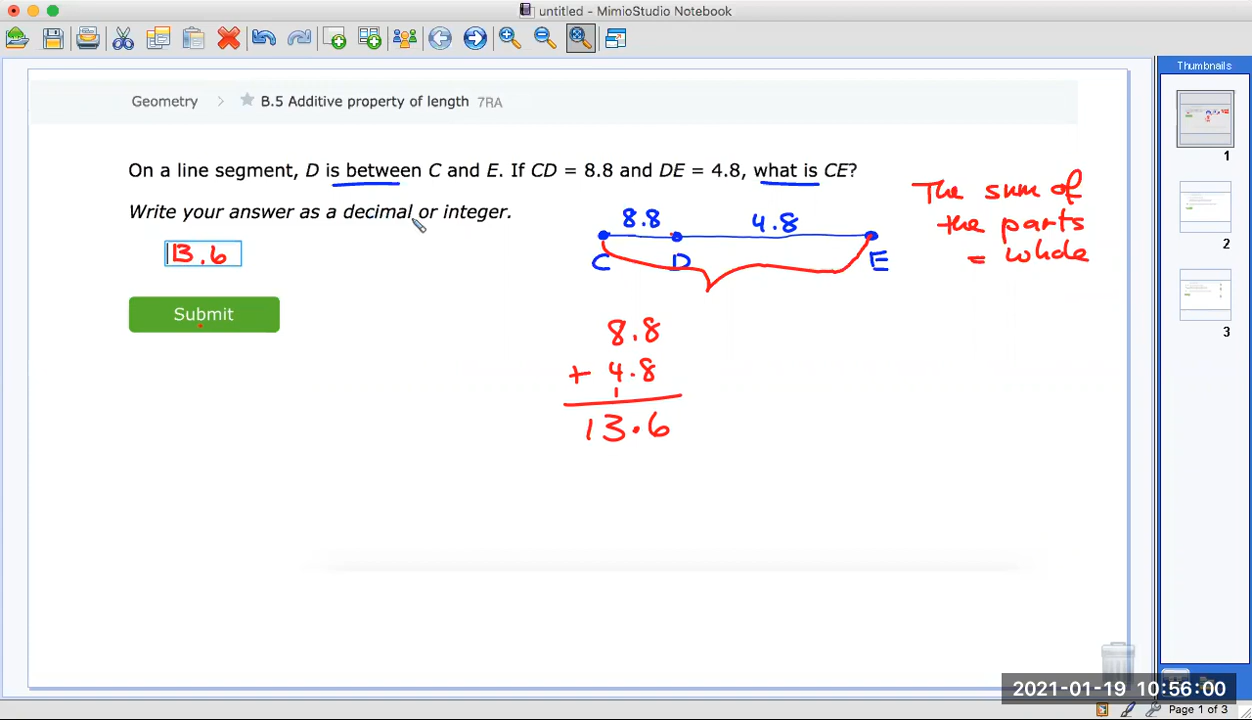 untitled - MimioStudio Notebook
Thumbnails
Geometry > B.5 Additive property of length 7RA
On a line segment, D is between C and E. If CD = 8.8 and DE = 4.8, what is CE?
Write your answer as a decimal or integer.
13.6
Submit
8.8 4.8
C D E
The sum of
the parts
= whole
8.8
+ 4.8
1
13.6
1
2
3
2021-01-19 10:56:00
Page 1 of 3